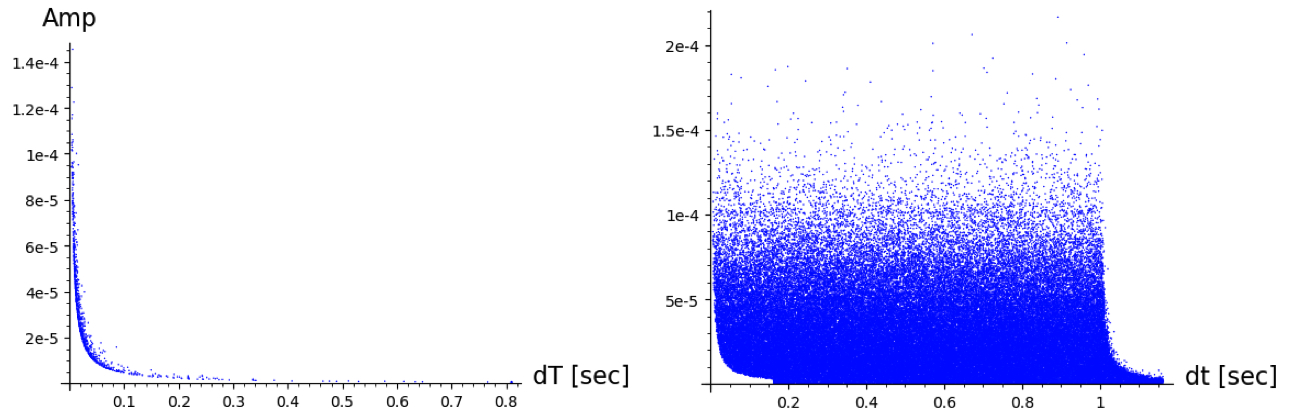 Amp
1.4e-4
1.2e-4
1e-4
8e-5
6e-5
4e-5
2e-5
0.1 0.2 0.3 0.4 0.5 0.6 0.7 0.8
dT [sec]
2e-4
1.5e-4
1e-4
5e-5
0.2 0.4 0.6 0.8 1
dt [sec]